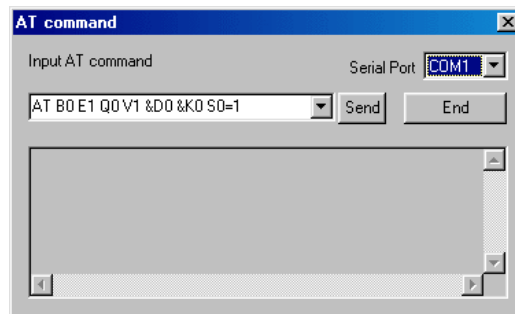 AT command
Input AT command
Serial Port COM1
AT B0 E1 Q0 V1 &D0 &K0 S0=1 Send End